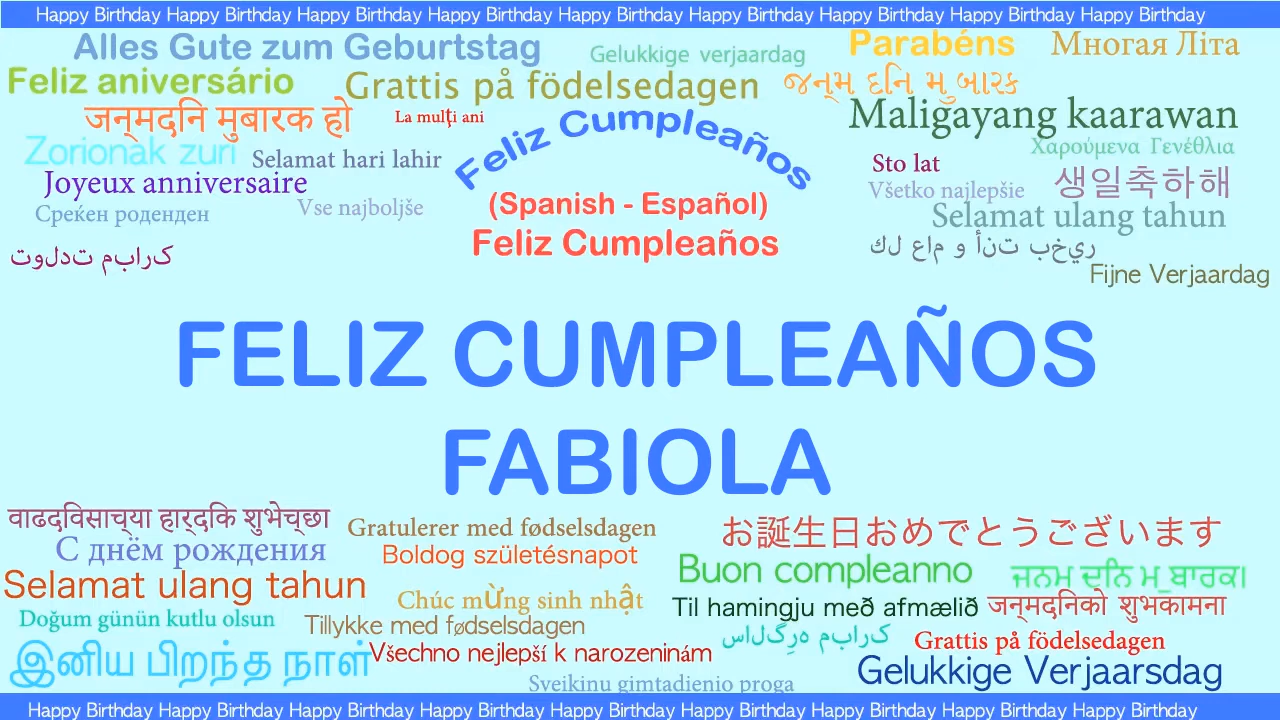 Happy Birthday Happy Birthday Happy Birthday Happy Birthday Happy Birthday Happy Birthday Happy Birthday Happy Birthday Happy Birthday
Alles Gute zum Geburtstag
Gelukkige verjaardag
Parabéns
Многая Літа
Feliz aniversário
Grattis på födelsedagen
જન્મ દિન મુબારક
जन्मदिन मुबारक हो
La mulţi ani
Feliz Cumpleaños
Maligayang kaarawan
Zorionak zuri
Selamat hari lahir
Χαρούμενα Γενέθλια
Sto lat
Joyeux anniversaire
(Spanish - Español)
Všetko najlepšie
생일축하해
Среќен роденден
Vse najboljše
Selamat ulang tahun
تولدت مبارک
Feliz Cumpleaños
كل عام و أنت بخير
Fijne Verjaardag
FELIZ CUMPLEAÑOS
FABIOLA
वाढदिवसाच्या हार्दिक शुभेच्छा
Gratulerer med fødselsdagen
お誕生日おめでとうございます
С днём рождения
Boldog születésnapot
Buon compleanno
ਜਨਮ ਦਿਨ ਮੁਬਾਰਕ।
Selamat ulang tahun
Chúc mừng sinh nhật
Til hamingju með afmælið
जन्मदिनको शुभकामना
Doğum günün kutlu olsun
Tillykke med fødselsdagen
سالگرہ مبارک
Grattis på födelsedagen
இனிய பிறந்த நாள்
Všechno nejlepší k narozeninám
Gelukkige Verjaarsdag
Sveikinu gimtadienio proga
Happy Birthday Happy Birthday Happy Birthday Happy Birthday Happy Birthday Happy Birthday Happy Birthday Happy Birthday Happy Birthday